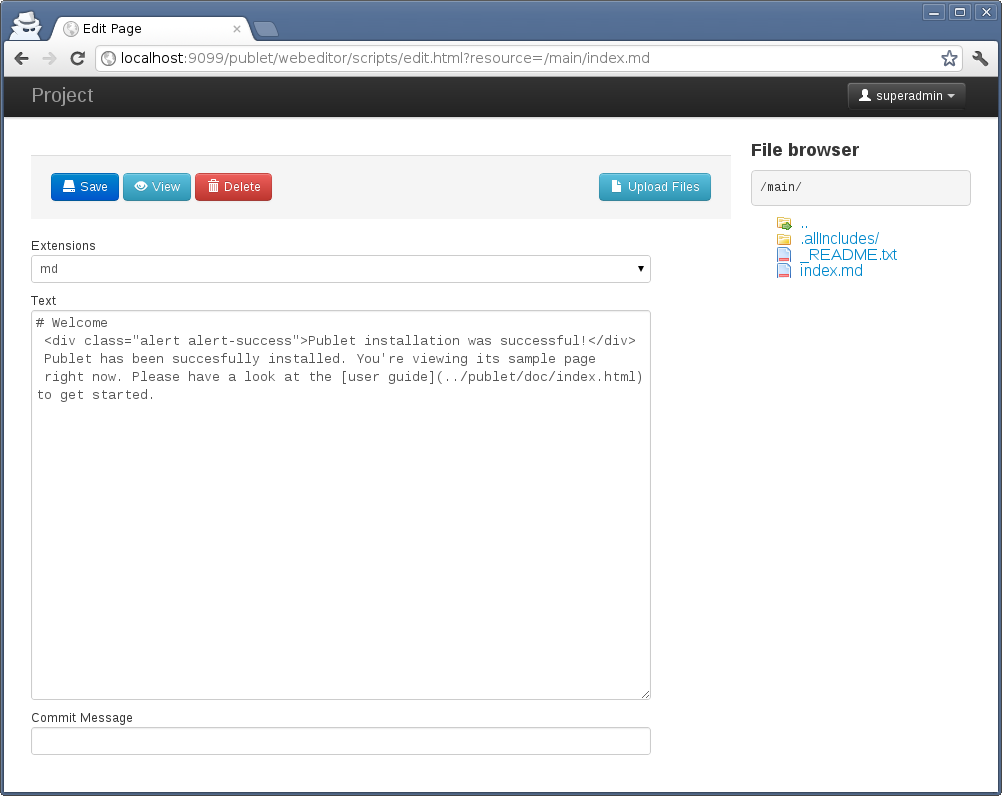 Edit Page
localhost:9099/publet/webeditor/scripts/edit.html?resource=/main/index.md
Project
superadmin
Save
View
Delete
Upload Files
File browser
/main/
..
.allIncludes/
_README.txt
index.md
Extensions
md
Text
# Welcome
<div class="alert alert-success">Publet installation was successful!</div>
Publet has been succesfully installed. You're viewing its sample page
right now. Please have a look at the [user guide](../publet/doc/index.html)
to get started.
Commit Message